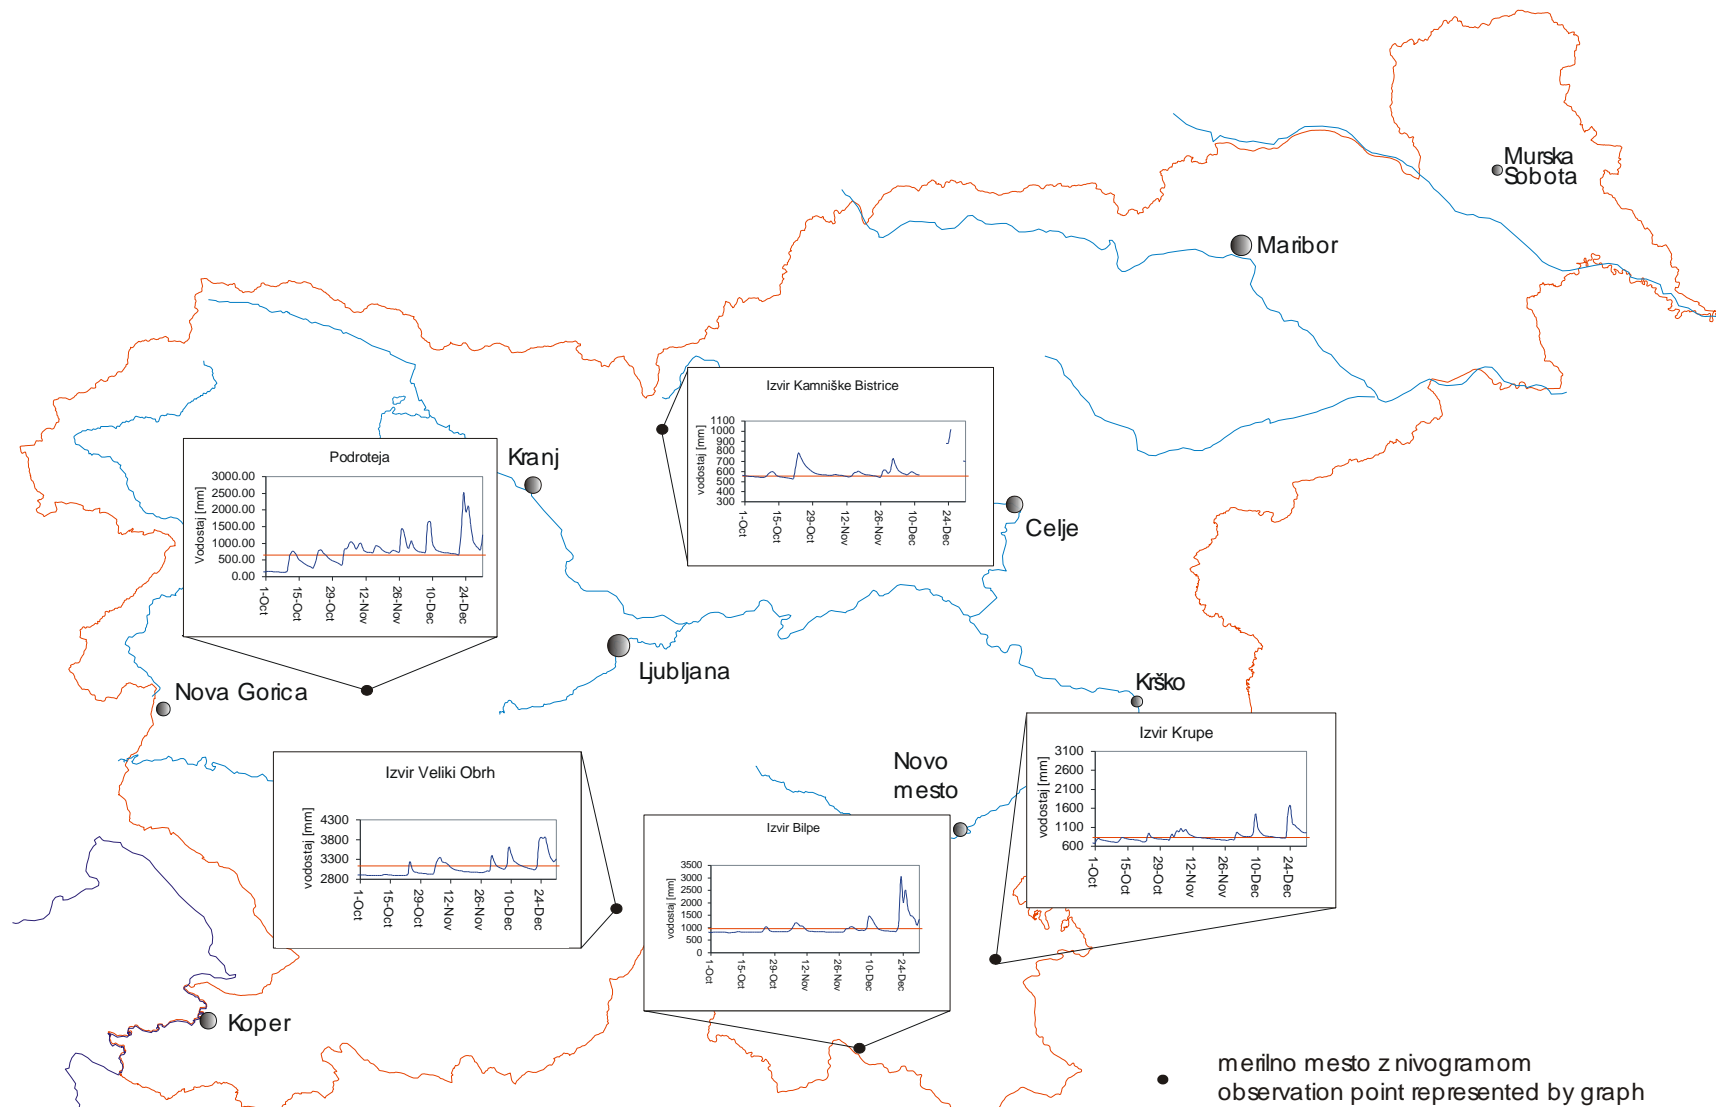 Murska
Sobota
Maribor
Izvir Kamniške Bistrice
vodostaj [mm]
1100
1000
900
800
700
600
500
400
300
1-Oct
15-Oct
29-Oct
12-Nov
26-Nov
10-Dec
24-Dec
Podroteja
Vodostaj [mm]
3000.00
2500.00
2000.00
1500.00
1000.00
500.00
0.00
1-Oct
15-Oct
29-Oct
12-Nov
26-Nov
10-Dec
24-Dec
Kranj
Celje
Ljubljana
Nova Gorica
Krško
Izvir Veliki Obrh
vodostaj [mm]
4300
3800
3300
2800
1-Oct
15-Oct
29-Oct
12-Nov
26-Nov
10-Dec
24-Dec
Novo
mesto
Izvir Bilpe
vodostaj [mm]
3500
3000
2500
2000
1500
1000
500
0
1-Oct
15-Oct
29-Oct
12-Nov
26-Nov
10-Dec
24-Dec
Izvir Krupe
vodostaj [mm]
3100
2600
2100
1600
1100
600
1-Oct
15-Oct
29-Oct
12-Nov
26-Nov
10-Dec
24-Dec
Koper
merilno mesto z nivogramom
observation point represented by graph